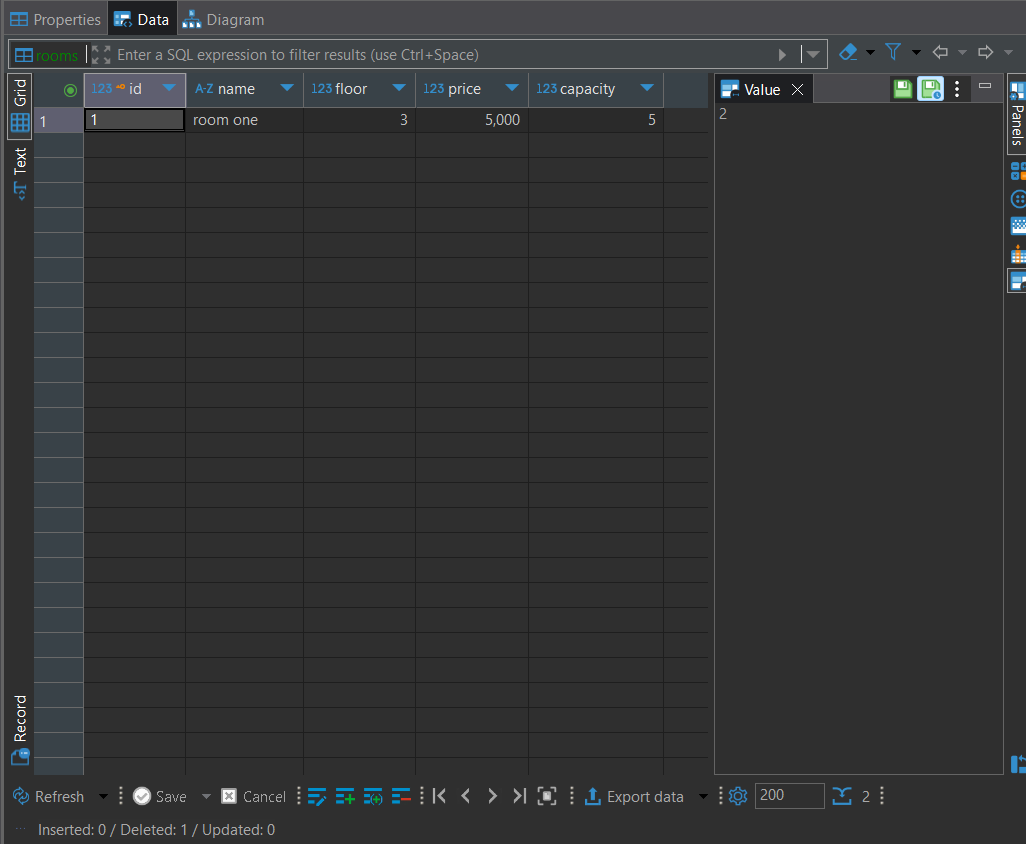 Properties Data Diagram
rooms Enter a SQL expression to filter results (use Ctrl+Space)
Grid
Text
Record
123 id A-Z name 123 floor 123 price 123 capacity
1 1 room one 3 5,000 5
Value
2
Panels
Refresh Save Cancel Export data 200 2
Inserted: 0 / Deleted: 1 / Updated: 0